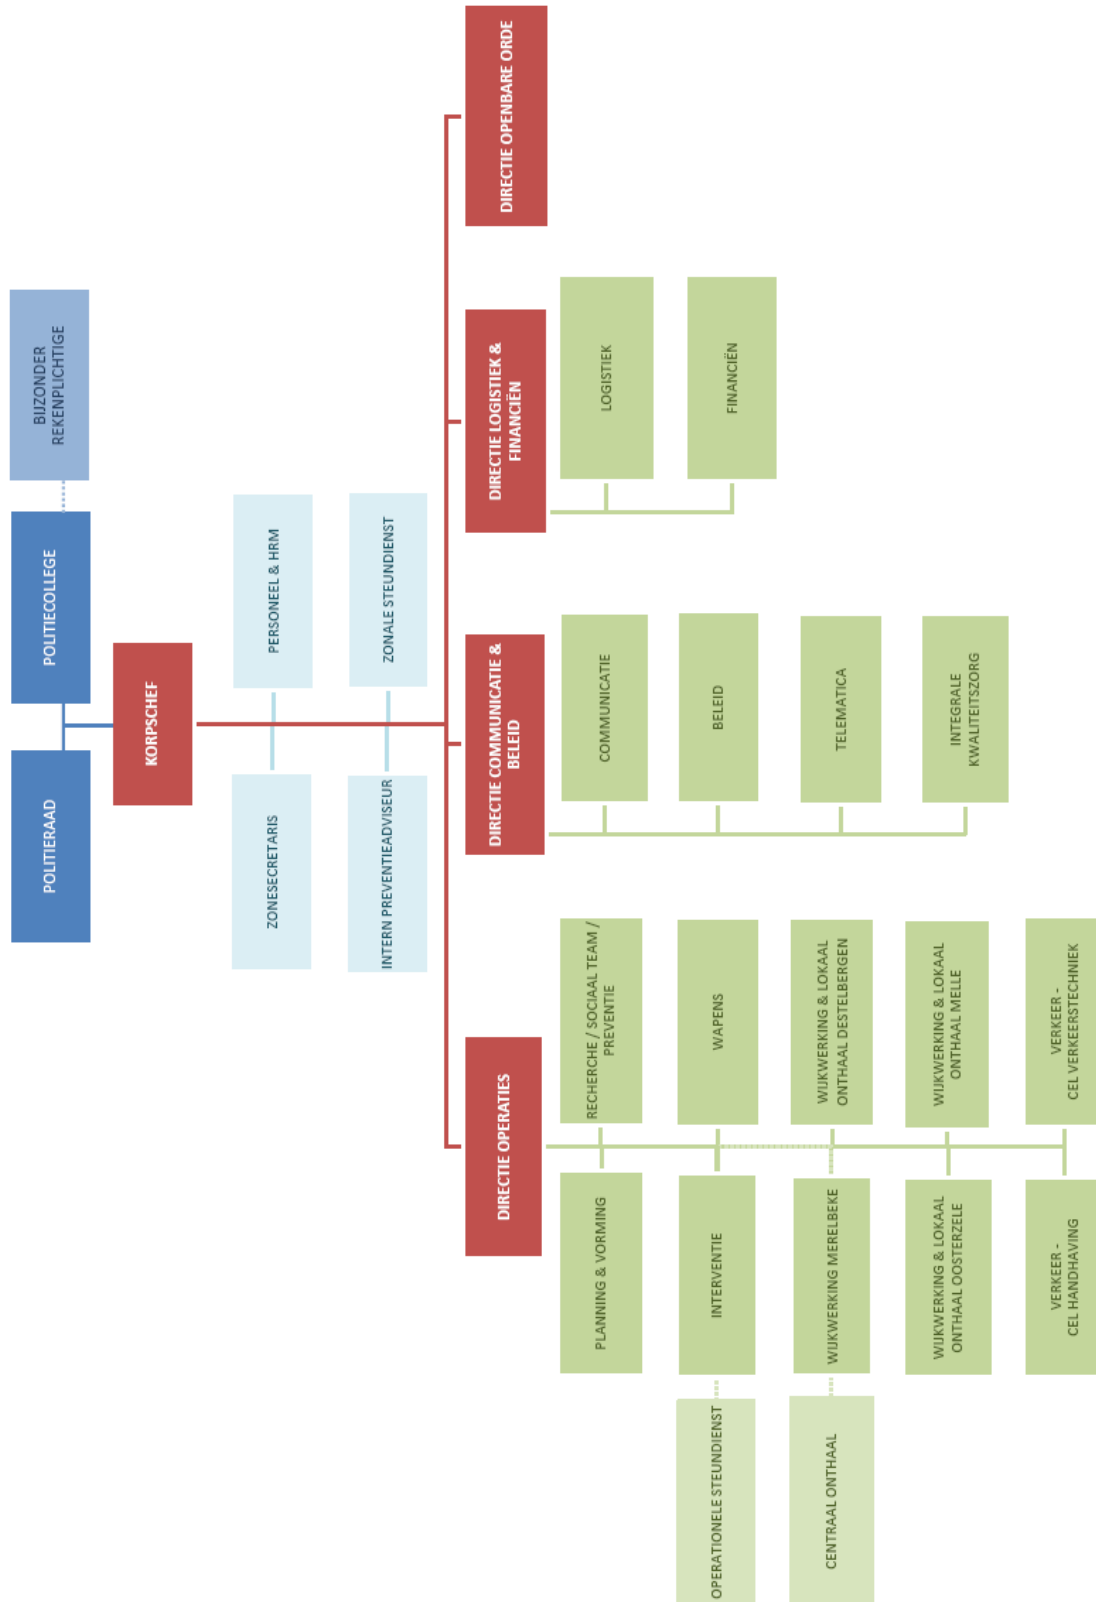 POLITIERAAD
POLITIECOLLEGE
BIJZONDER
REKENPLICHTIGE
KORPSCHEF
ZONESECRETARIS
PERSONEEL & HRM
INTERN PREVENTIEADVISEUR
ZONALE STEUNDIENST
DIRECTIE OPERATIES
DIRECTIE COMMUNICATIE &
BELEID
DIRECTIE LOGISTIEK &
FINANCIËN
DIRECTIE OPENBARE ORDE
PLANNING & VORMING
RECHERCHE / SOCIAAL TEAM /
PREVENTIE
OPERATIONELE STEUNDIENST
INTERVENTIE
WAPENS
CENTRAAL ONTHAAL
WIJKWERKING MERELBEKE
WIJKWERKING & LOKAAL
ONTHAAL DESTELBERGEN
WIJKWERKING & LOKAAL
ONTHAAL OOSTERZELE
WIJKWERKING & LOKAAL
ONTHAAL MELLE
VERKEER -
CEL HANDHAVING
VERKEER -
CEL VERKEERSTECHNIEK
COMMUNICATIE
BELEID
TELEMATICA
INTEGRALE
KWALITEITSZORG
LOGISTIEK
FINANCIËN